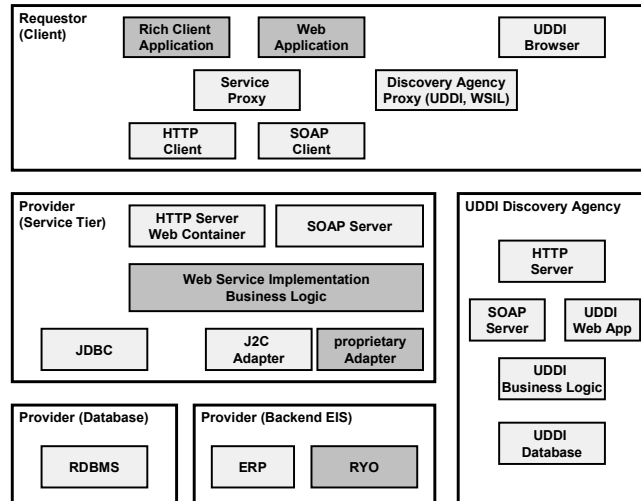 Requestor
(Client)
Rich Client
Application
Web
Application
UDDI
Browser
Service
Proxy
Discovery Agency
Proxy (UDDI, WSIL)
HTTP
Client
SOAP
Client
Provider
(Service Tier)
HTTP Server
Web Container
SOAP Server
Web Service Implementation
Business Logic
JDBC
J2C
Adapter
proprietary
Adapter
UDDI Discovery Agency
HTTP
Server
SOAP
Server
UDDI
Web App
UDDI
Business Logic
UDDI
Database
Provider (Database)
RDBMS
Provider (Backend EIS)
ERP
RYO